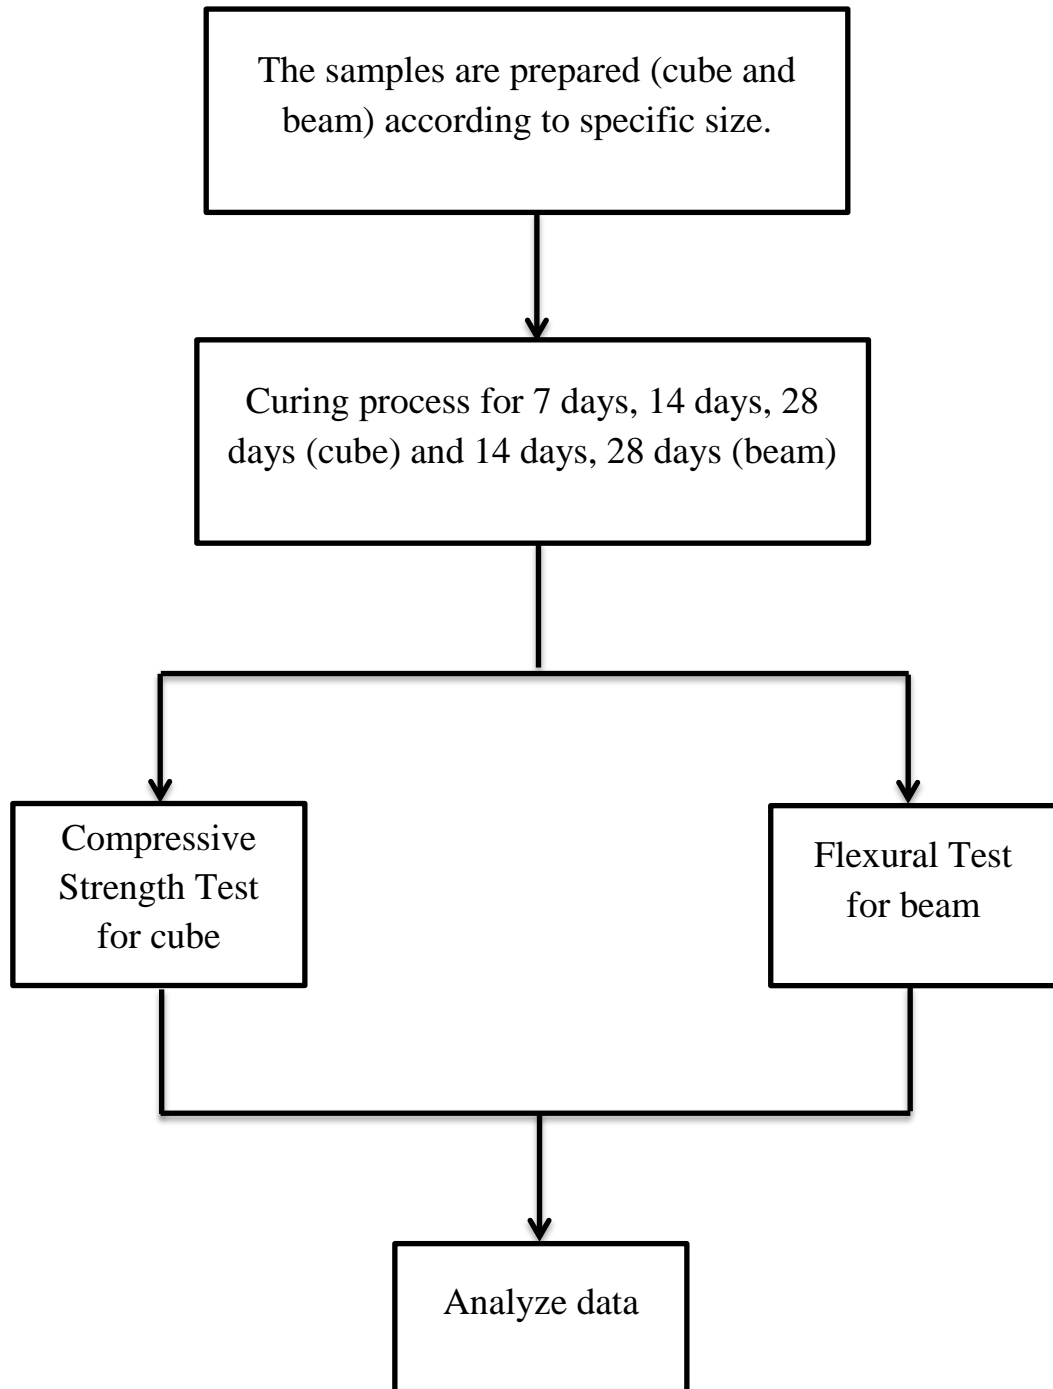 The samples are prepared (cube and
beam) according to specific size.
Curing process for 7 days, 14 days, 28
days (cube) and 14 days, 28 days (beam)
Compressive
Strength Test
for cube
Flexural Test
for beam
Analyze data